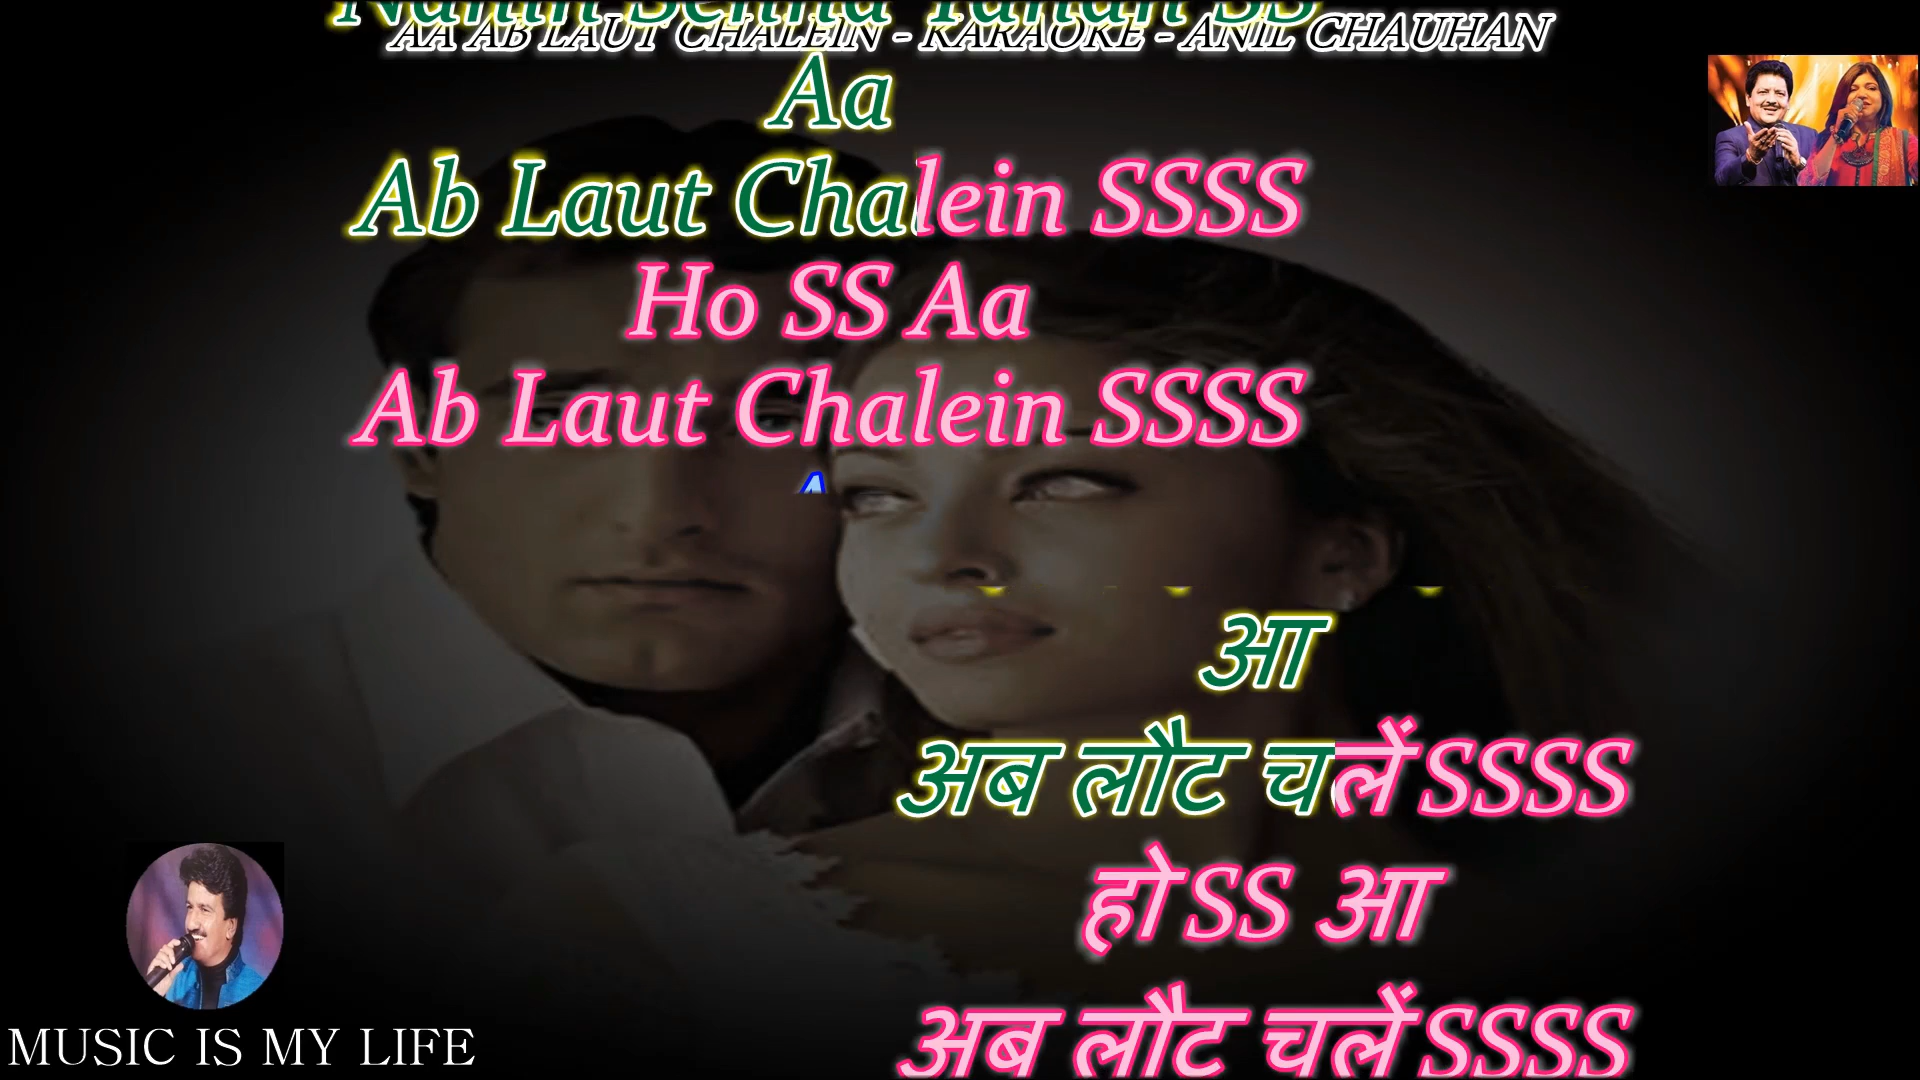 AA AB LAUT CHALEIN - KARAOKE - ANIL CHAUHAN
Aa
Ab Laut Chalein SSSS
Ho SS Aa
Ab Laut Chalein SSSS
आ
अब लौट चलें SSSS
हो SS आ
अब लौट चलें SSSS
MUSIC IS MY LIFE